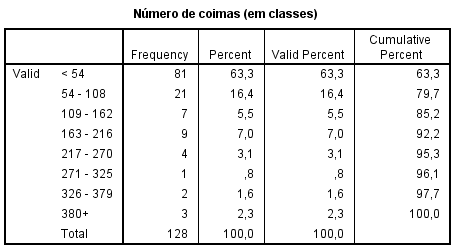 Número de coimas (em classes)
Frequency Percent Valid Percent Cumulative Percent
Valid < 54 81 63,3 63,3 63,3
54 - 108 21 16,4 16,4 79,7
109 - 162 7 5,5 5,5 85,2
163 - 216 9 7,0 7,0 92,2
217 - 270 4 3,1 3,1 95,3
271 - 325 1 ,8 ,8 96,1
326 - 379 2 1,6 1,6 97,7
380+ 3 2,3 2,3 100,0
Total 128 100,0 100,0